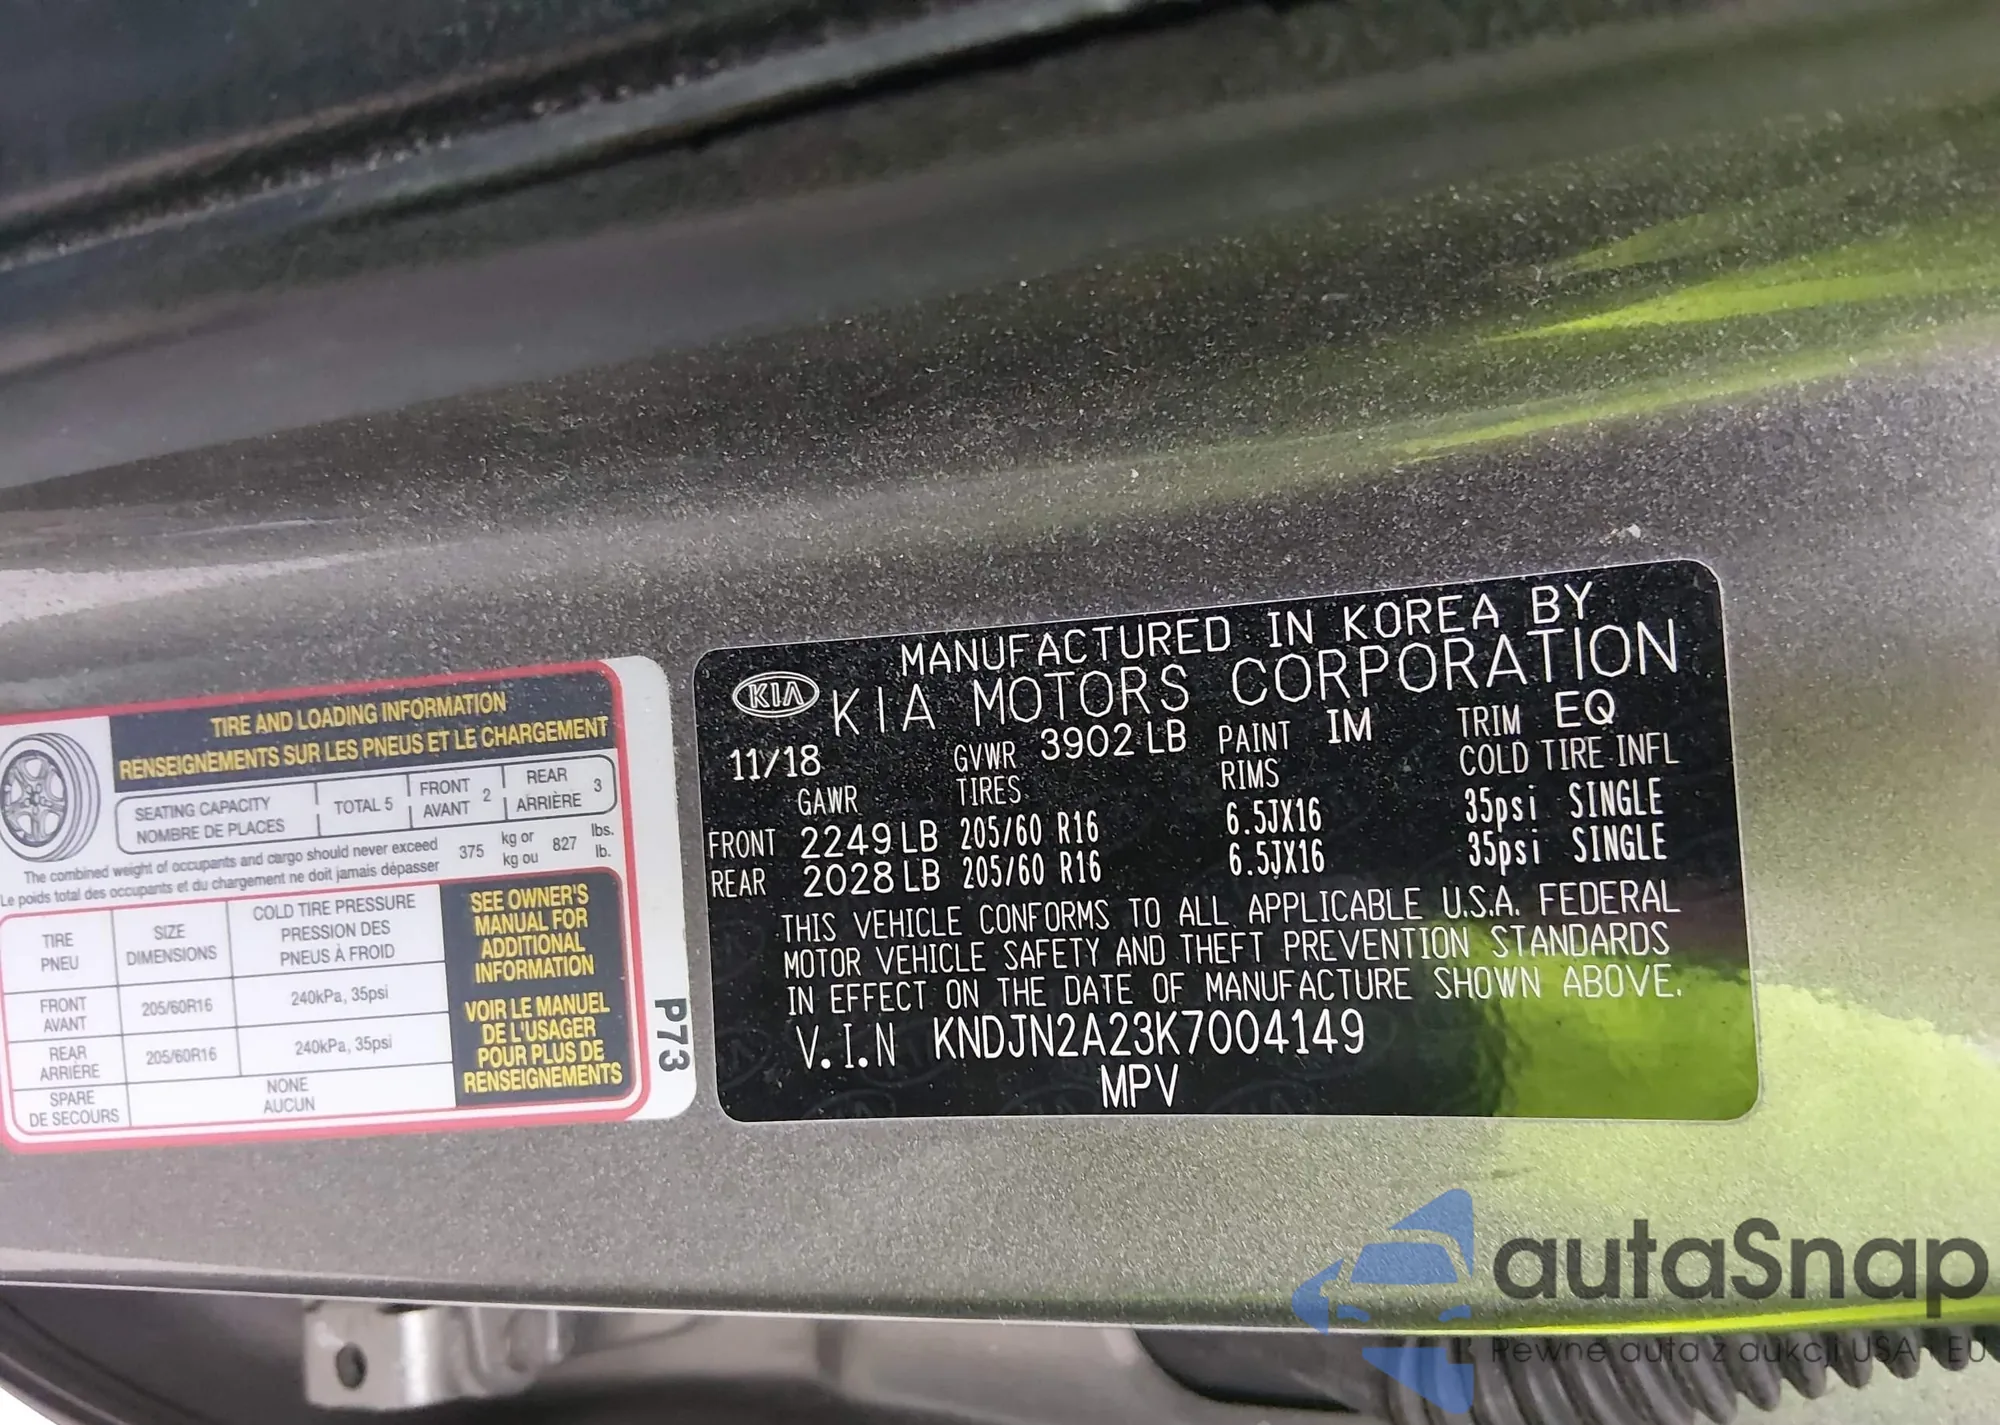 TIRE AND LOADING INFORMATION
RENSEIGNEMENTS SUR LES PNEUS ET LE CHARGEMENT
SEATING CAPACITY TOTAL 5 FRONT 2 REAR 3
NOMBRE DE PLACES AVANT ARRIÈRE
The combined weight of occupants and cargo should never exceed 375 kg or 827 lbs.
Le poids total des occupants et du chargement ne doit jamais dépasser kg ou lb.
TIRE SIZE COLD TIRE PRESSURE
PNEU DIMENSIONS PRESSION DES
PNEUS À FROID
FRONT 205/60R16 240kPa, 35psi
AVANT
REAR 205/60R16 240kPa, 35psi
ARRIÈRE
SPARE NONE
DE SECOURS AUCUN
SEE OWNER'S
MANUAL FOR
ADDITIONAL
INFORMATION
VOIR LE MANUEL
DE L'USAGER
POUR PLUS DE
RENSEIGNEMENTS
P73
MANUFACTURED IN KOREA BY
KIA KIA MOTORS CORPORATION
11/18 GVWR 3902 LB PAINT IM TRIM EQ
GAWR TIRES RIMS COLD TIRE INFL
FRONT 2249 LB 205/60 R16 6.5JX16 35psi SINGLE
REAR 2028 LB 205/60 R16 6.5JX16 35psi SINGLE
THIS VEHICLE CONFORMS TO ALL APPLICABLE U.S.A. FEDERAL
MOTOR VEHICLE SAFETY AND THEFT PREVENTION STANDARDS
IN EFFECT ON THE DATE OF MANUFACTURE SHOWN ABOVE.
V.I.N KNDJN2A23K7004149
MPV
autaSnap
Pewne auta z aukcji USA i EU